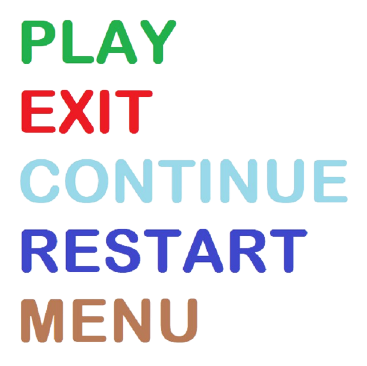 PLAY
EXIT
CONTINUE
RESTART
MENU